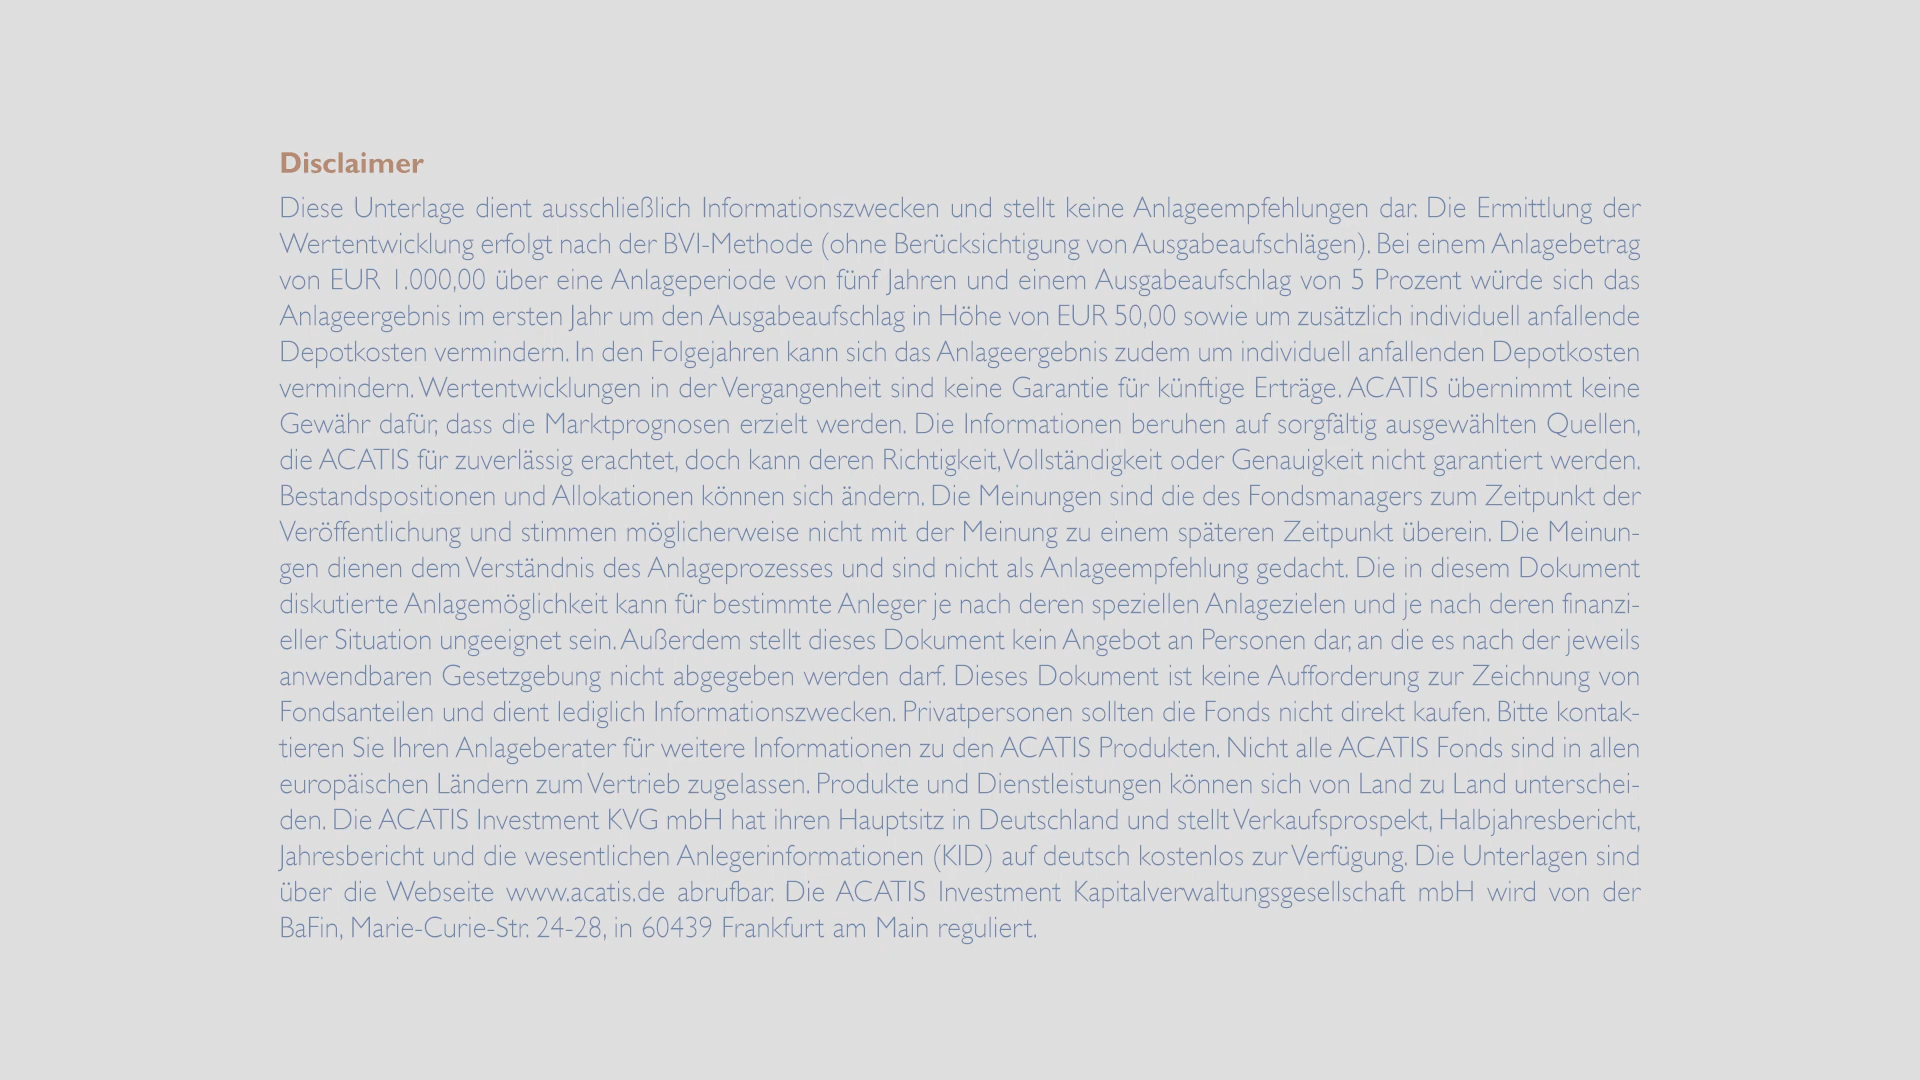 Disclaimer
Diese Unterlage dient ausschließlich Informationszwecken und stellt keine Anlageempfehlungen dar. Die Ermittlung der
Wertentwicklung erfolgt nach der BVI-Methode (ohne Berücksichtigung von Ausgabeaufschlägen). Bei einem Anlagebetrag
von EUR 1.000,00 über eine Anlageperiode von fünf Jahren und einem Ausgabeaufschlag von 5 Prozent würde sich das
Anlageergebnis im ersten Jahr um den Ausgabeaufschlag in Höhe von EUR 50,00 sowie um zusätzlich individuell anfallende
Depotkosten vermindern. In den Folgejahren kann sich das Anlageergebnis zudem um individuell anfallenden Depotkosten
vermindern. Wertentwicklungen in der Vergangenheit sind keine Garantie für künftige Erträge. ACATIS übernimmt keine
Gewähr dafür, dass die Marktprognosen erzielt werden. Die Informationen beruhen auf sorgfältig ausgewählten Quellen,
die ACATIS für zuverlässig erachtet, doch kann deren Richtigkeit, Vollständigkeit oder Genauigkeit nicht garantiert werden.
Bestandspositionen und Allokationen können sich ändern. Die Meinungen sind die des Fondsmanagers zum Zeitpunkt der
Veröffentlichung und stimmen möglicherweise nicht mit der Meinung zu einem späteren Zeitpunkt überein. Die Meinun-
gen dienen dem Verständnis des Anlageprozesses und sind nicht als Anlageempfehlung gedacht. Die in diesem Dokument
diskutierte Anlagemöglichkeit kann für bestimmte Anleger je nach deren speziellen Anlagezielen und je nach deren finanzi-
eller Situation ungeeignet sein. Außerdem stellt dieses Dokument kein Angebot an Personen dar, an die es nach der jeweils
anwendbaren Gesetzgebung nicht abgegeben werden darf. Dieses Dokument ist keine Aufforderung zur Zeichnung von
Fondsanteilen und dient lediglich Informationszwecken. Privatpersonen sollten die Fonds nicht direkt kaufen. Bitte kontak-
tieren Sie Ihren Anlageberater für weitere Informationen zu den ACATIS Produkten. Nicht alle ACATIS Fonds sind in allen
europäischen Ländern zum Vertrieb zugelassen. Produkte und Dienstleistungen können sich von Land zu Land unterschei-
den. Die ACATIS Investment KVG mbH hat ihren Hauptsitz in Deutschland und stellt Verkaufsprospekt, Halbjahresbericht,
Jahresbericht und die wesentlichen Anlegerinformationen (KID) auf deutsch kostenlos zur Verfügung. Die Unterlagen sind
über die Webseite www.acatis.de abrufbar. Die ACATIS Investment Kapitalverwaltungsgesellschaft mbH wird von der
BaFin, Marie-Curie-Str. 24-28, in 60439 Frankfurt am Main reguliert.